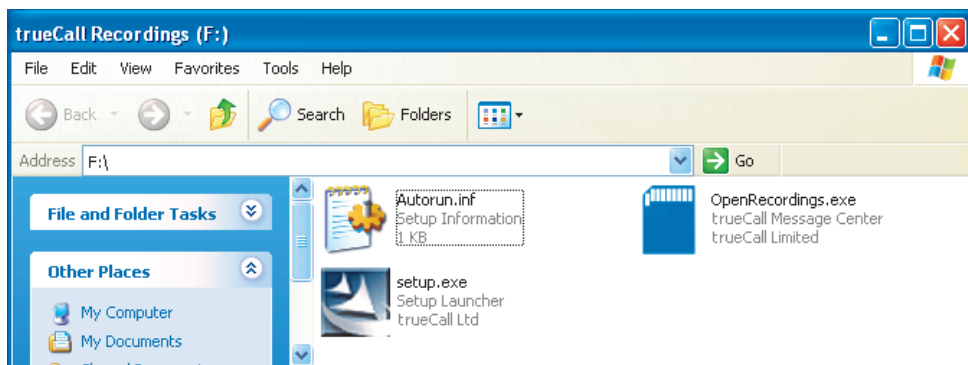 trueCall Recordings (F:)
File Edit View Favorites Tools Help
Back Search Folders
Address F:\ Go
File and Folder Tasks
Other Places
My Computer
My Documents
Autorun.inf
Setup Information
1 KB
OpenRecordings.exe
trueCall Message Center
trueCall Limited
setup.exe
Setup Launcher
trueCall Ltd